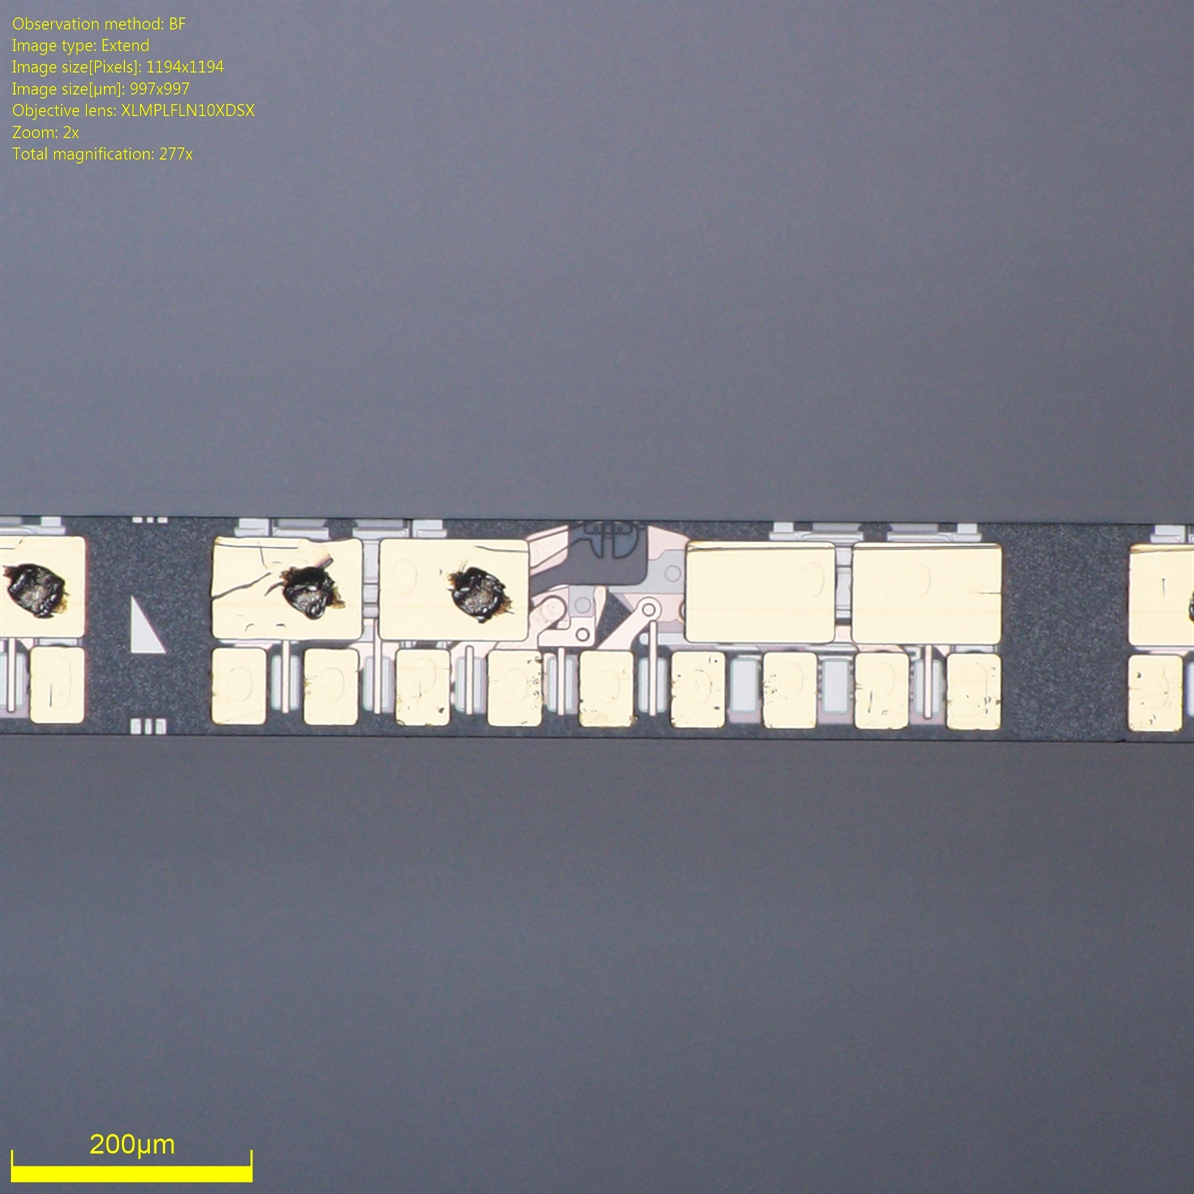 Observation method: BF
Image type: Extend
Image size[Pixels]: 1194x1194
Image size[µm]: 997x997
Objective lens: XLMPLFLN10XDSX
Zoom: 2x
Total magnification: 277x
200µm